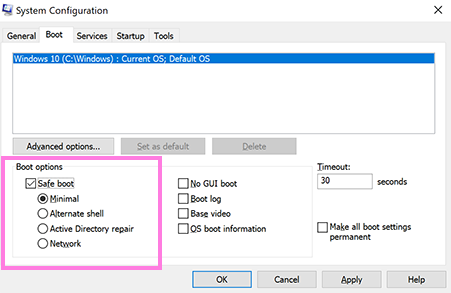 System Configuration
General Boot Services Startup Tools
Windows 10 (C:\Windows) : Current OS; Default OS
Advanced options... Set as default Delete
Boot options
Safe boot
Minimal
Alternate shell
Active Directory repair
Network
No GUI boot
Boot log
Base video
OS boot information
Timeout:
30 seconds
Make all boot settings
permanent
OK Cancel Apply Help